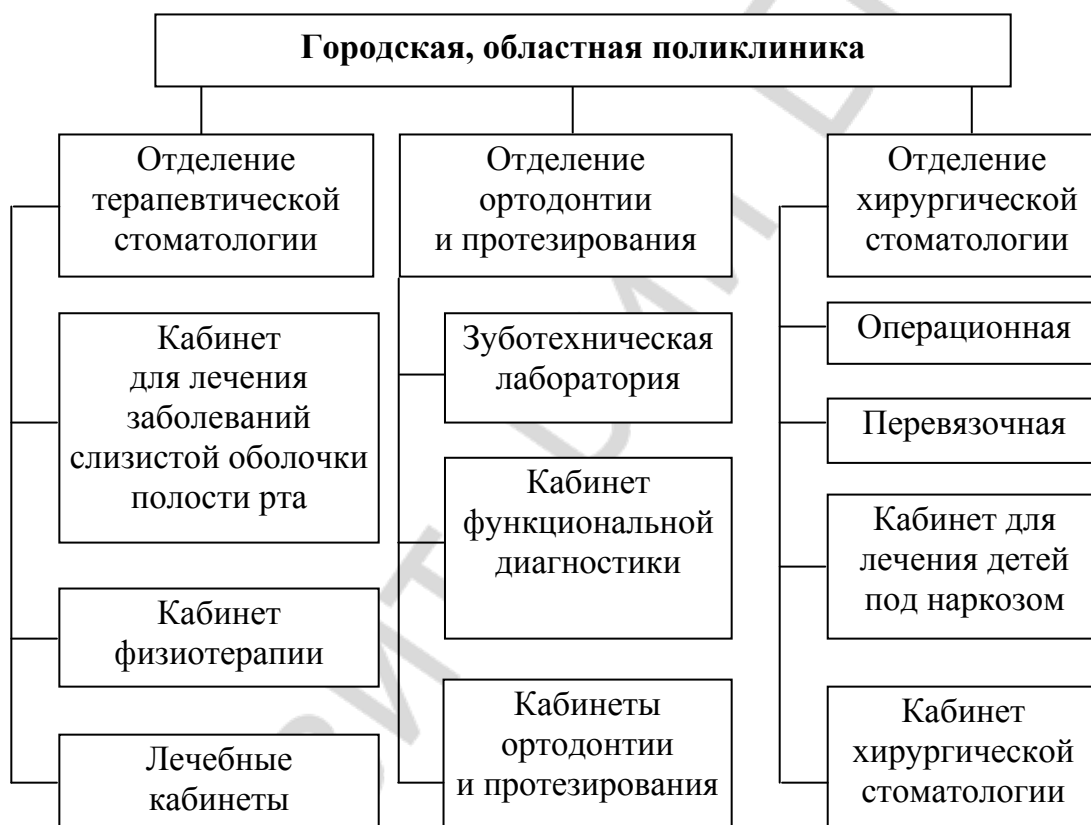 Городская, областная поликлиника
Отделение
терапевтической
стоматологии
Кабинет
для лечения
заболеваний
слизистой оболочки
полости рта
Кабинет
физиотерапии
Лечебные
кабинеты
Отделение
ортодонтии
и протезирования
Зуботехническая
лаборатория
Кабинет
функциональной
диагностики
Кабинеты
ортодонтии
и протезирования
Отделение
хирургической
стоматологии
Операционная
Перевязочная
Кабинет для
лечения детей
под наркозом
Кабинет
хирургической
стоматологии